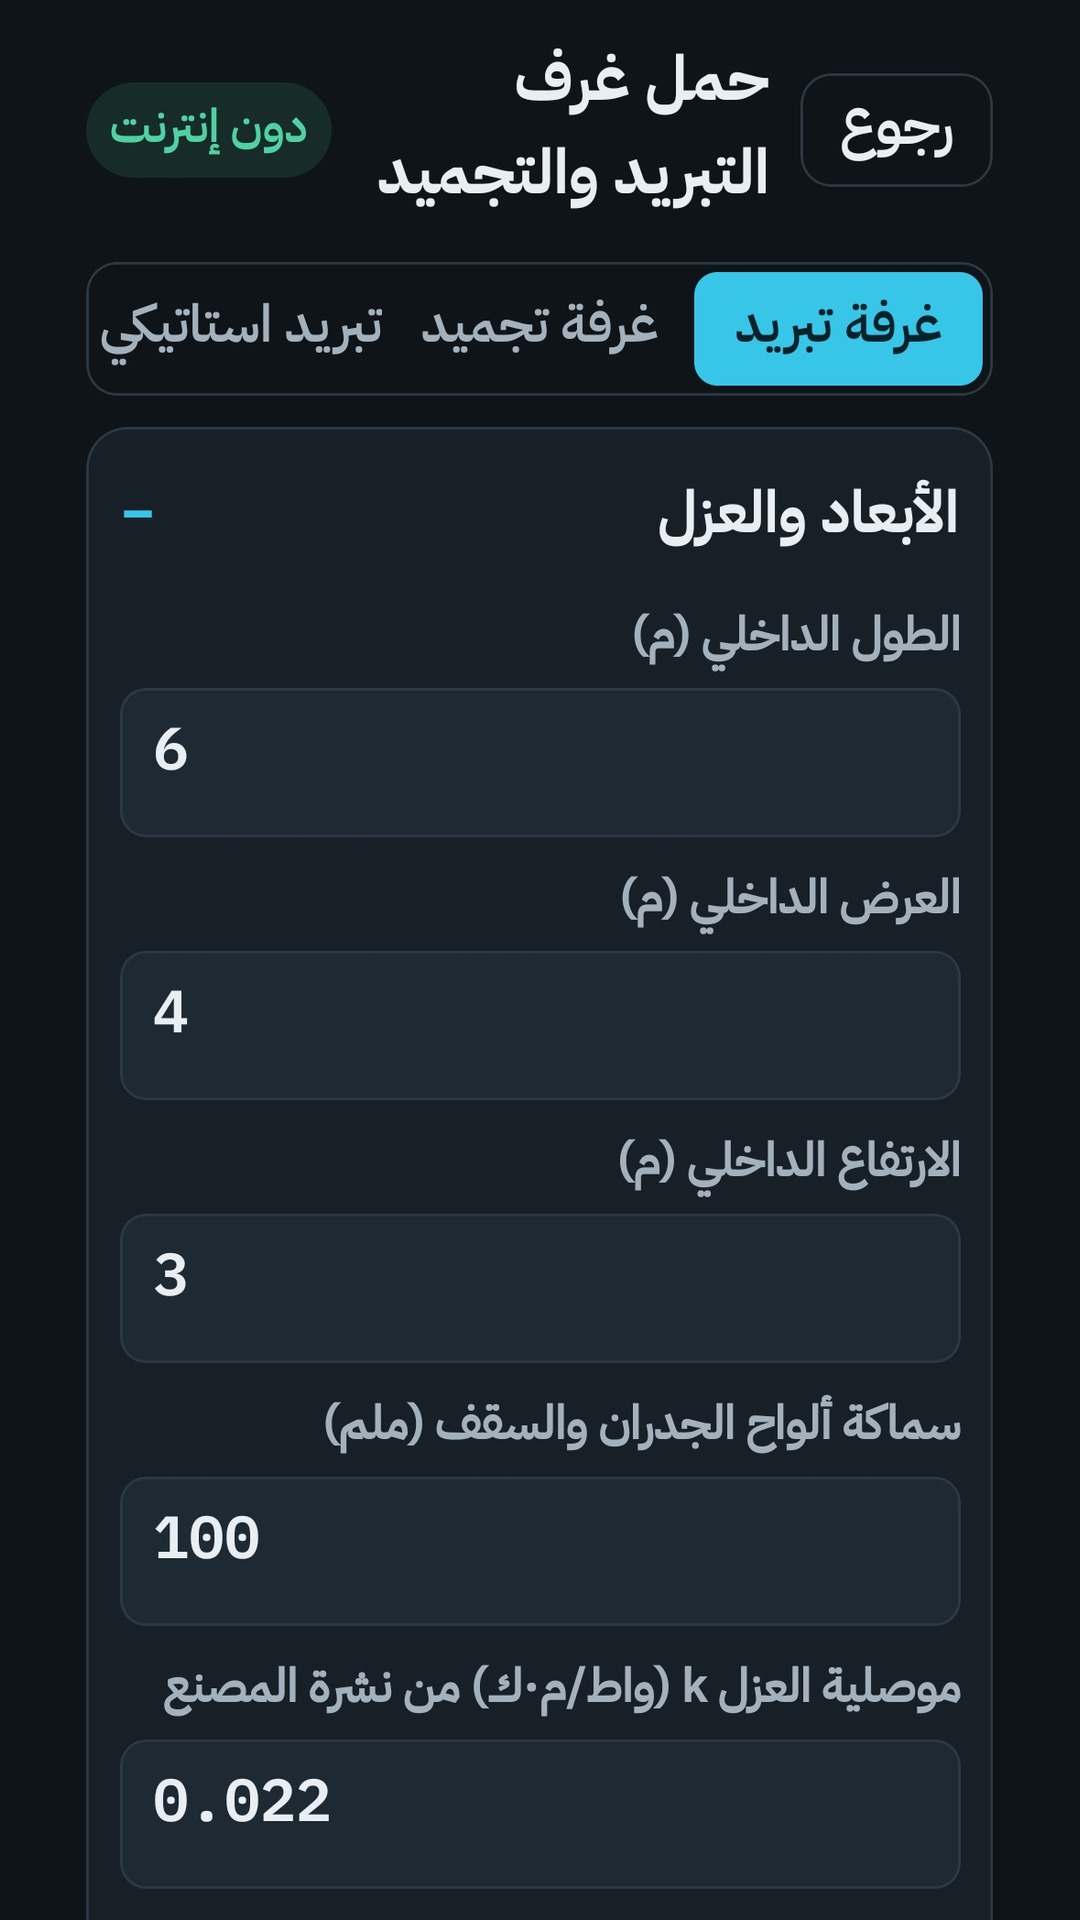 رجوع
حمل غرف
التبريد والتجميد
دون إنترنت
غرفة تبريد
غرفة تجميد
تبريد استاتيكي
الأبعاد والعزل
−
الطول الداخلي (م)
6
العرض الداخلي (م)
4
الارتفاع الداخلي (م)
3
سماكة ألواح الجدران والسقف (ملم)
100
موصلية العزل k (واط/م·ك) من نشرة المصنع
0.022